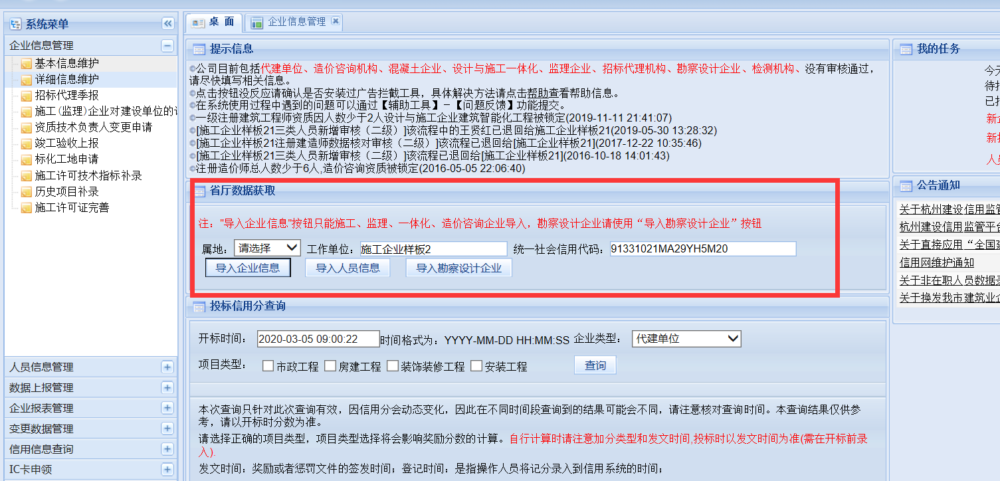 系统菜单
企业信息管理
基本信息维护
详细信息维护
招标代理季报
施工(监理)企业对建设单位的
资质技术负责人变更申请
竣工验收上报
标化工地申请
施工许可技术指标补录
历史项目补录
施工许可证完善
人员信息管理
数据上报管理
企业报表管理
变更数据管理
信用信息查询
IC卡申领
桌 面
企业信息管理
提示信息
公司目前包括代建单位、造价咨询机构、混凝土企业、设计与施工一体化、监理企业、招标代理机构、勘察设计企业、检测机构、没有审核通过，
请尽快填写相关信息。
点击按钮没反应请确认是否安装过广告拦截工具，具体解决方法请点击帮助查看帮助信息。
在系统使用过程中遇到的问题可以通过【辅助工具】－【问题反馈】功能提交。
一级注册建筑工程师资质因人数少于2人设计与施工企业建筑智能化工程被锁定(2019-11-11 21:41:07)
[施工企业样板21三类人员新增审核（二级）]该流程中的王贤红已退回给施工企业样板21(2019-05-30 13:28:32)
[施工企业样板21注册建造师数据核对审核（二级）]该流程已退回给[施工企业样板21](2017-12-22 10:35:46)
[施工企业样板21三类人员新增审核（二级）]该流程已退回给[施工企业样板21](2016-10-18 14:01:43)
注册造价师总人数少于6人,造价咨询资质被锁定(2016-05-05 22:06:40)
省厅数据获取
注："导入企业信息"按钮只能施工、监理、一体化、造价咨询企业导入，勘察设计企业请使用“导入勘察设计企业”按钮
属地： 请选择 工作单位： 施工企业样板2 统一社会信用代码： 91331021MA29YH5M20
导入企业信息 导入人员信息 导入勘察设计企业
投标信用分查询
开标时间： 2020-03-05 09:00:22 时间格式为：YYYY-MM-DD HH:MM:SS 企业类型： 代建单位
项目类型： 市政工程 房建工程 装饰装修工程 安装工程 查询
本次查询只针对此次查询有效，因信用分会动态变化，因此在不同时间段查询到的结果可能会不同，请注意核对查询时间。本查询结果仅供参
考，请以开标时分数为准。
请选择正确的项目类型，项目类型选择将会影响奖励分数的计算。自行计算时请注意加分类型和发文时间,投标时以发文时间为准(需在开标前录
入).
发文时间：奖励或者惩罚文件的签发时间；登记时间：是指操作人员将记分录入到信用系统的时间；
我的任务
今
待
已
新
新
人
公告通知
关于杭州建设信用监
杭州建设信用监管平
关于直接应用“全国
信用网维护通知
关于非在职人员数据
关于换发我市建筑业